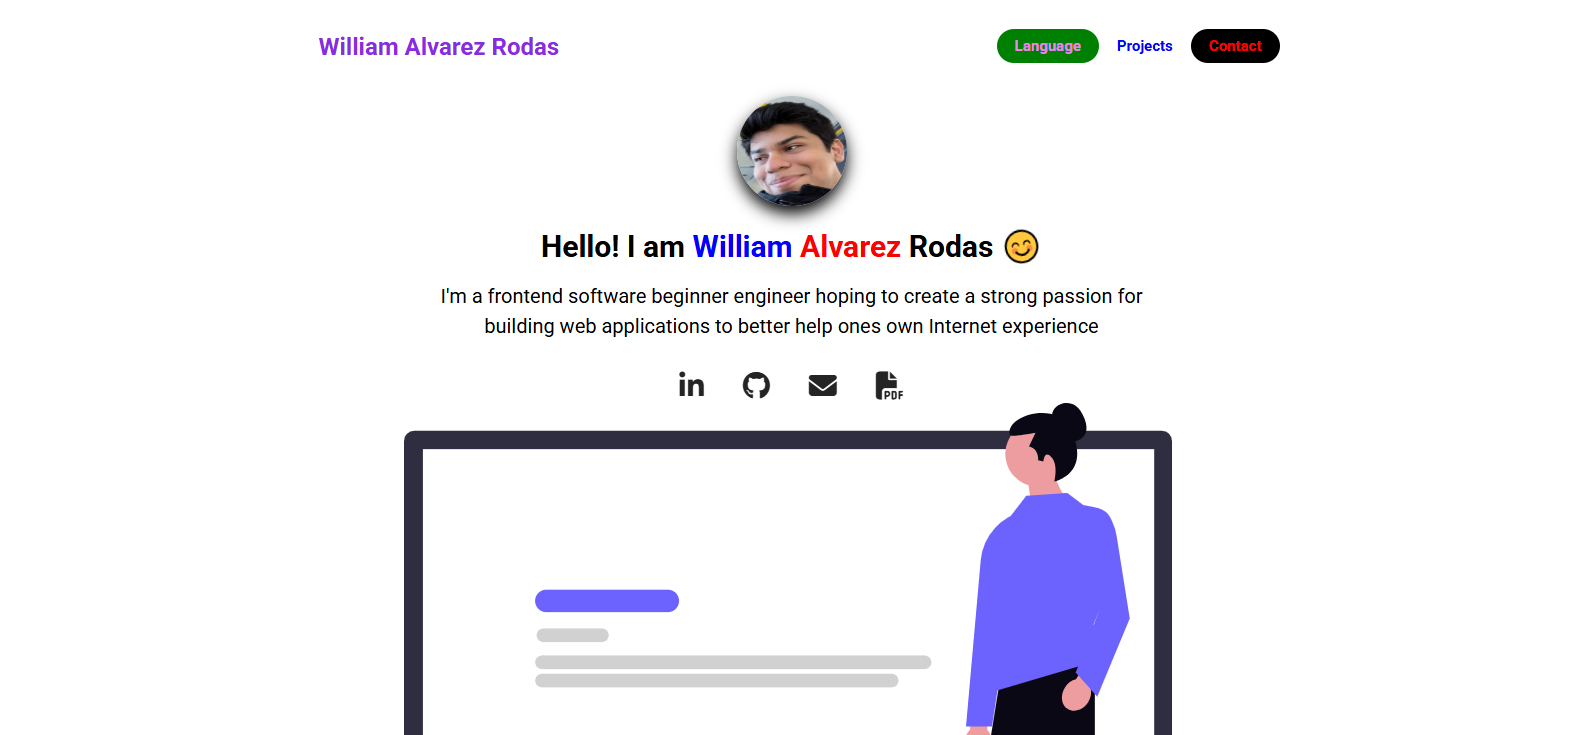 William Alvarez Rodas
Language Projects Contact
Hello! I am William Alvarez Rodas 😊
I'm a frontend software beginner engineer hoping to create a strong passion for
building web applications to better help ones own Internet experience
in
PDF